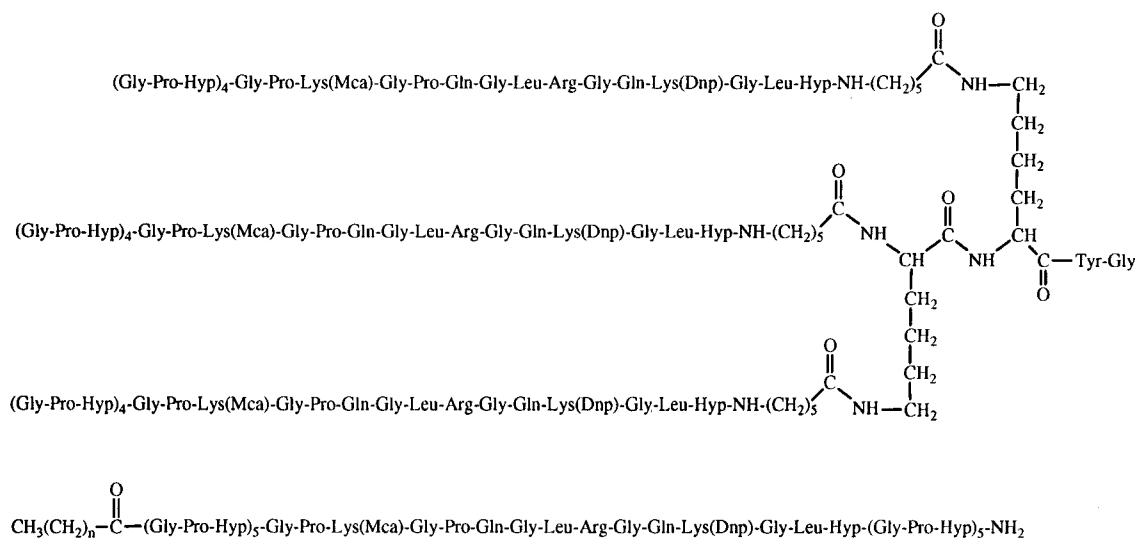 O
(Gly-Pro-Hyp)4-Gly-Pro-Lys(Mca)-Gly-Pro-Gln-Gly-Leu-Arg-Gly-Gln-Lys(Dnp)-Gly-Leu-Hyp-NH-(CH2)5 C NH—CH2
CH2
CH2
O O CH2
(Gly-Pro-Hyp)4-Gly-Pro-Lys(Mca)-Gly-Pro-Gln-Gly-Leu-Arg-Gly-Gln-Lys(Dnp)-Gly-Leu-Hyp-NH-(CH2)5 C NH C CH
CH NH C—Tyr-Gly
CH2 O
CH2
O CH2
(Gly-Pro-Hyp)4-Gly-Pro-Lys(Mca)-Gly-Pro-Gln-Gly-Leu-Arg-Gly-Gln-Lys(Dnp)-Gly-Leu-Hyp-NH-(CH2)5 C NH—CH2
O
CH3(CH2)n—C—(Gly-Pro-Hyp)5-Gly-Pro-Lys(Mca)-Gly-Pro-Gln-Gly-Leu-Arg-Gly-Gln-Lys(Dnp)-Gly-Leu-Hyp-(Gly-Pro-Hyp)5-NH2